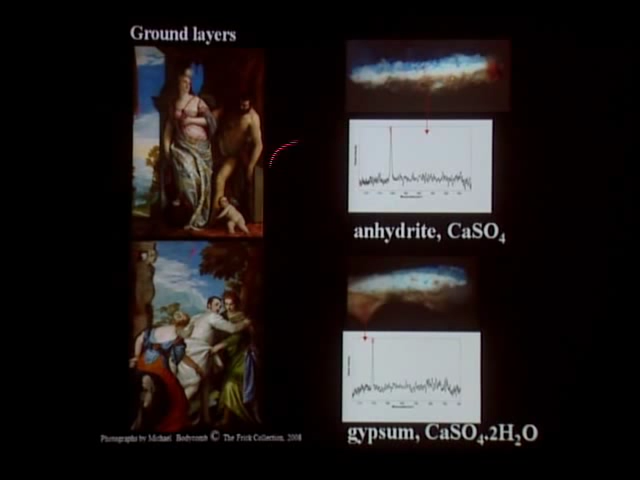 Ground layers
anhydrite, CaSO₄
gypsum, CaSO₄.2H₂O
Photographs by Michael Bodycomb © The Frick Collection, 2008